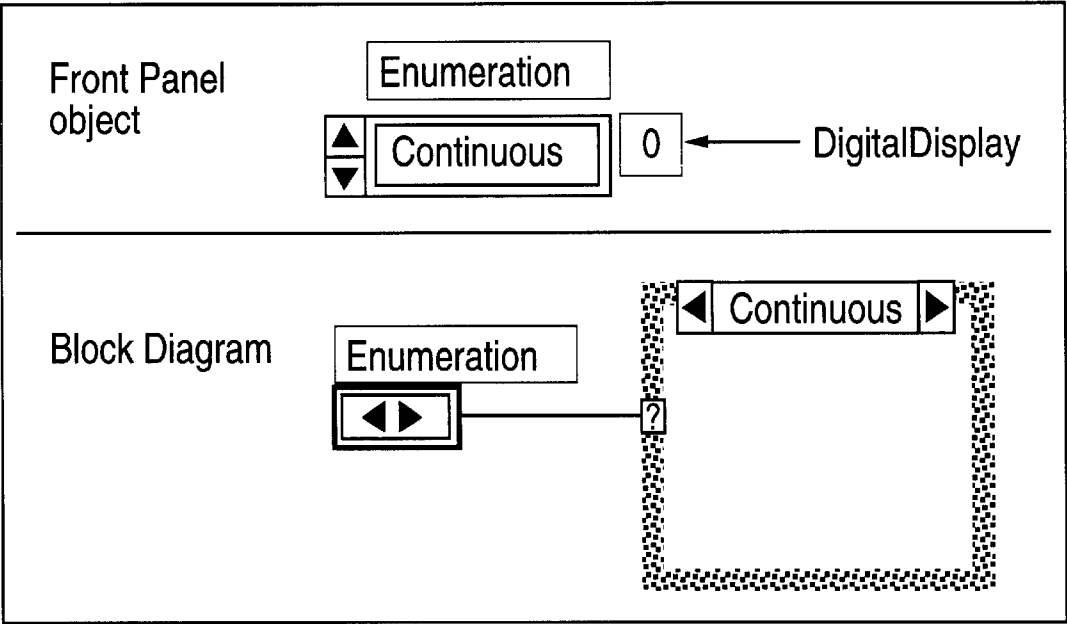 Front Panel
object
Enumeration
Continuous
0
DigitalDisplay
Block Diagram
Enumeration
Continuous
?